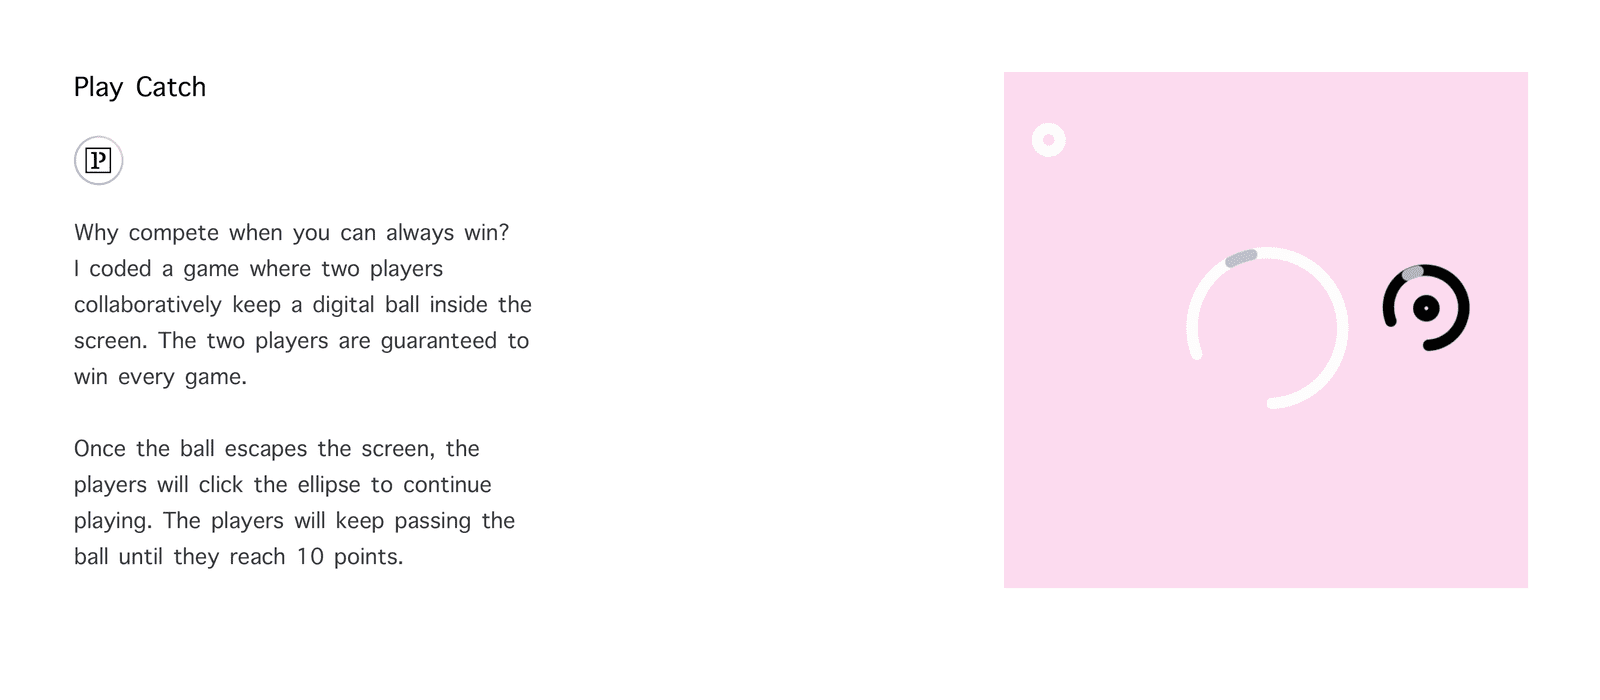 Play Catch
P
Why compete when you can always win?
I coded a game where two players
collaboratively keep a digital ball inside the
screen. The two players are guaranteed to
win every game.
Once the ball escapes the screen, the
players will click the ellipse to continue
playing. The players will keep passing the
ball until they reach 10 points.